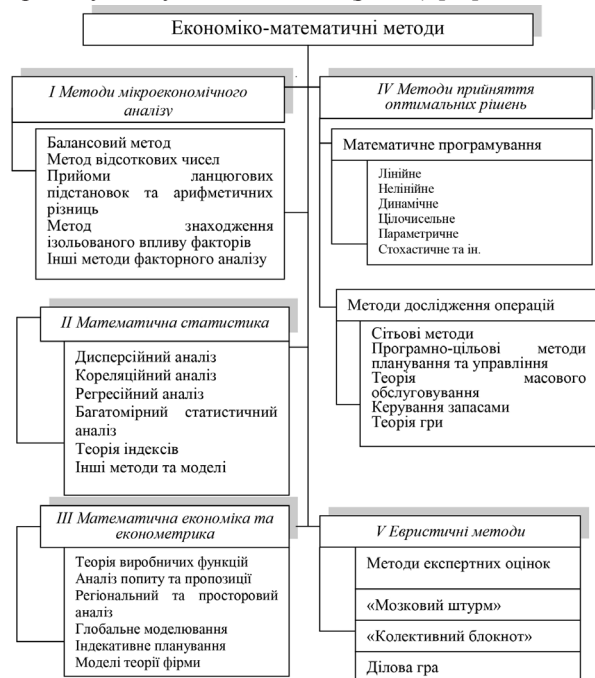 Економіко-математичні методи
І Методи мікроекономічного
аналізу
Балансовий метод
Метод відсоткових чисел
Прийоми ланцюгових
підстановок та арифметичних
різниць
Метод знаходження
ізольованого впливу факторів
Інші методи факторного аналізу
ІІ Математична статистика
Дисперсійний аналіз
Кореляційний аналіз
Регресійний аналіз
Багатомірний статистичний
аналіз
Теорія індексів
Інші методи та моделі
ІІІ Математична економіка та
економетрика
Теорія виробничих функцій
Аналіз попиту та пропозиції
Регіональний та просторовий
аналіз
Глобальне моделювання
Індекативне планування
Моделі теорії фірми
IV Методи прийняття
оптимальних рішень
Математичне програмування
Лінійне
Нелінійне
Динамічне
Цілочисельне
Параметричне
Стохастичне та ін.
Методи дослідження операцій
Сітьові методи
Програмно-цільові методи
планування та управління
Теорія масового
обслуговування
Керування запасами
Теорія гри
V Евристичні методи
Методи експертних оцінок
«Мозковий штурм»
«Колективний блокнот»
Ділова гра